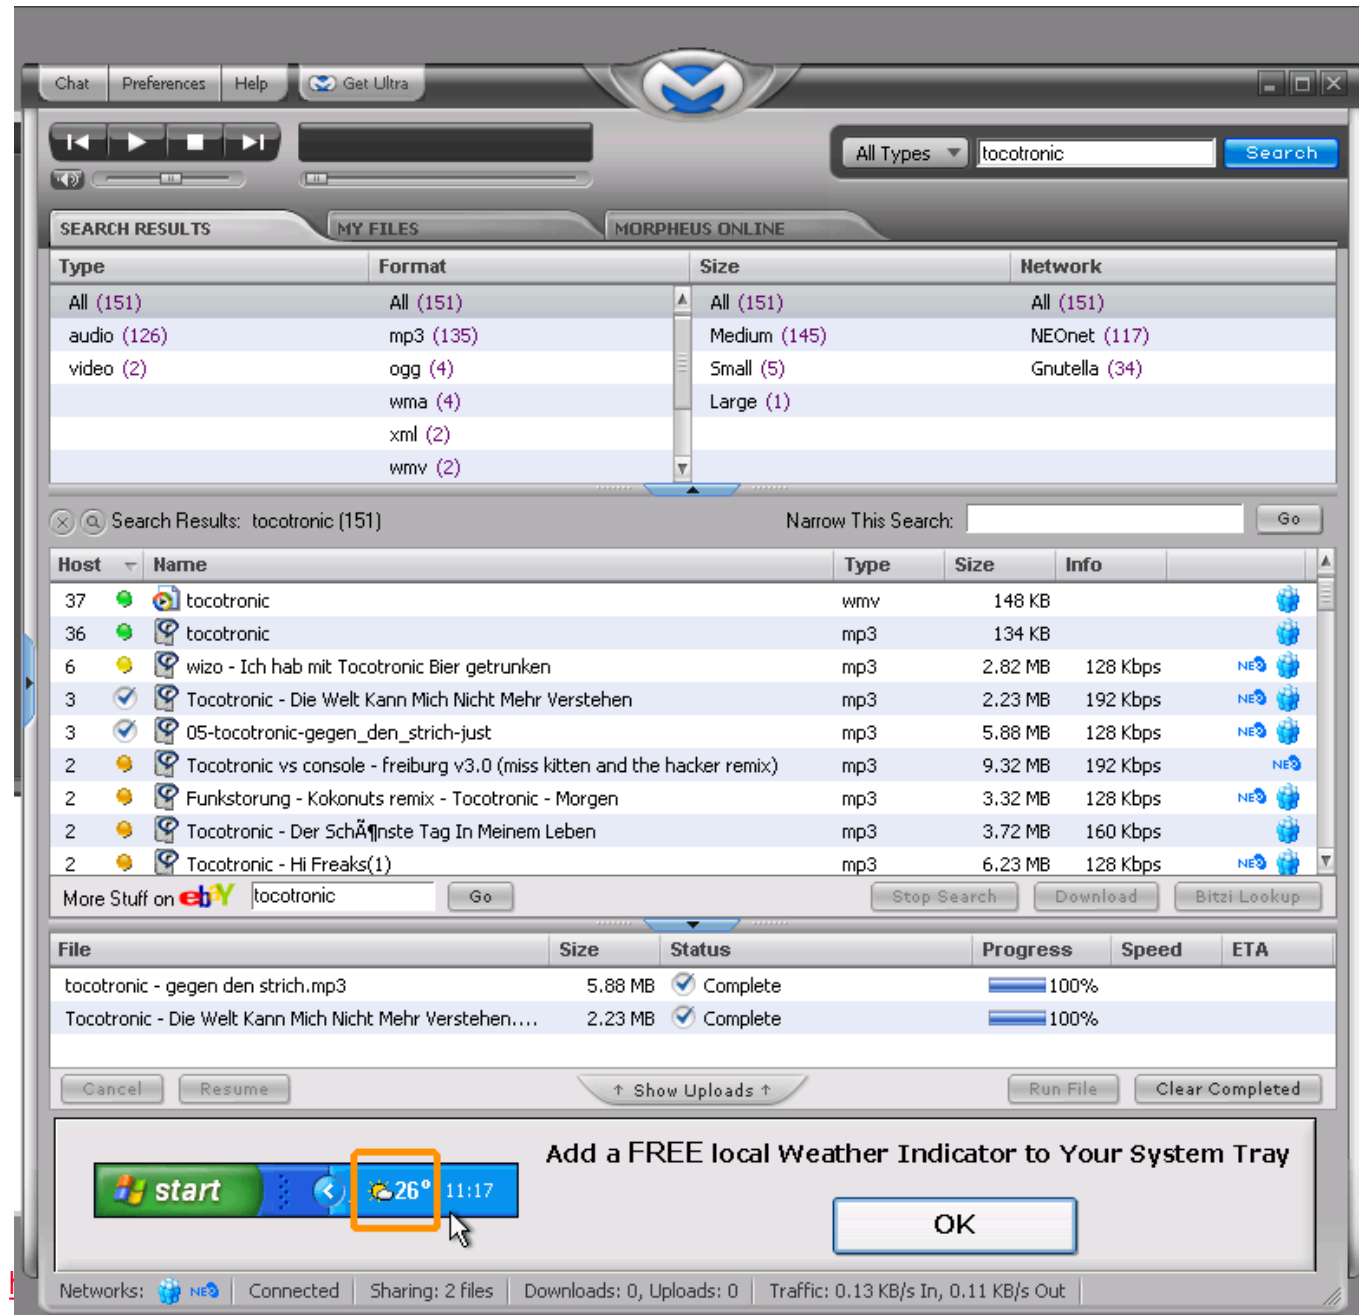 Chat Preferences Help Get Ultra
All Types tocotronic Search
SEARCH RESULTS MY FILES MORPHEUS ONLINE
Type Format Size Network
All (151) All (151) All (151) All (151)
audio (126) mp3 (135) Medium (145) NEOnet (117)
video (2) ogg (4) Small (5) Gnutella (34)
wma (4) Large (1)
xml (2)
wmv (2)
Search Results: tocotronic (151) Narrow This Search: Go
Host Name Type Size Info
37 tocotronic wmv 148 KB
36 tocotronic mp3 134 KB
6 wizo - Ich hab mit Tocotronic Bier getrunken mp3 2.82 MB 128 Kbps NEO
3 Tocotronic - Die Welt Kann Mich Nicht Mehr Verstehen mp3 2.23 MB 192 Kbps NEO
3 05-tocotronic-gegen_den_strich-just mp3 5.88 MB 128 Kbps NEO
2 Tocotronic vs console - freiburg v3.0 (miss kitten and the hacker remix) mp3 9.32 MB 192 Kbps NEO
2 Funkstorung - Kokonuts remix - Tocotronic - Morgen mp3 3.32 MB 128 Kbps NEO
2 Tocotronic - Der SchÃ¶nste Tag In Meinem Leben mp3 3.72 MB 160 Kbps
2 Tocotronic - Hi Freaks(1) mp3 6.23 MB 128 Kbps NEO
More Stuff on ebY tocotronic Go Stop Search Download Bitzi Lookup
File Size Status Progress Speed ETA
tocotronic - gegen den strich.mp3 5.88 MB Complete 100%
Tocotronic - Die Welt Kann Mich Nicht Mehr Verstehen.... 2.23 MB Complete 100%
Cancel Resume ↑ Show Uploads ↑ Run File Clear Completed
Add a FREE local Weather Indicator to Your System Tray
start 26° 11:17
OK
Networks: NEO Connected Sharing: 2 files Downloads: 0, Uploads: 0 Traffic: 0.13 KB/s In, 0.11 KB/s Out